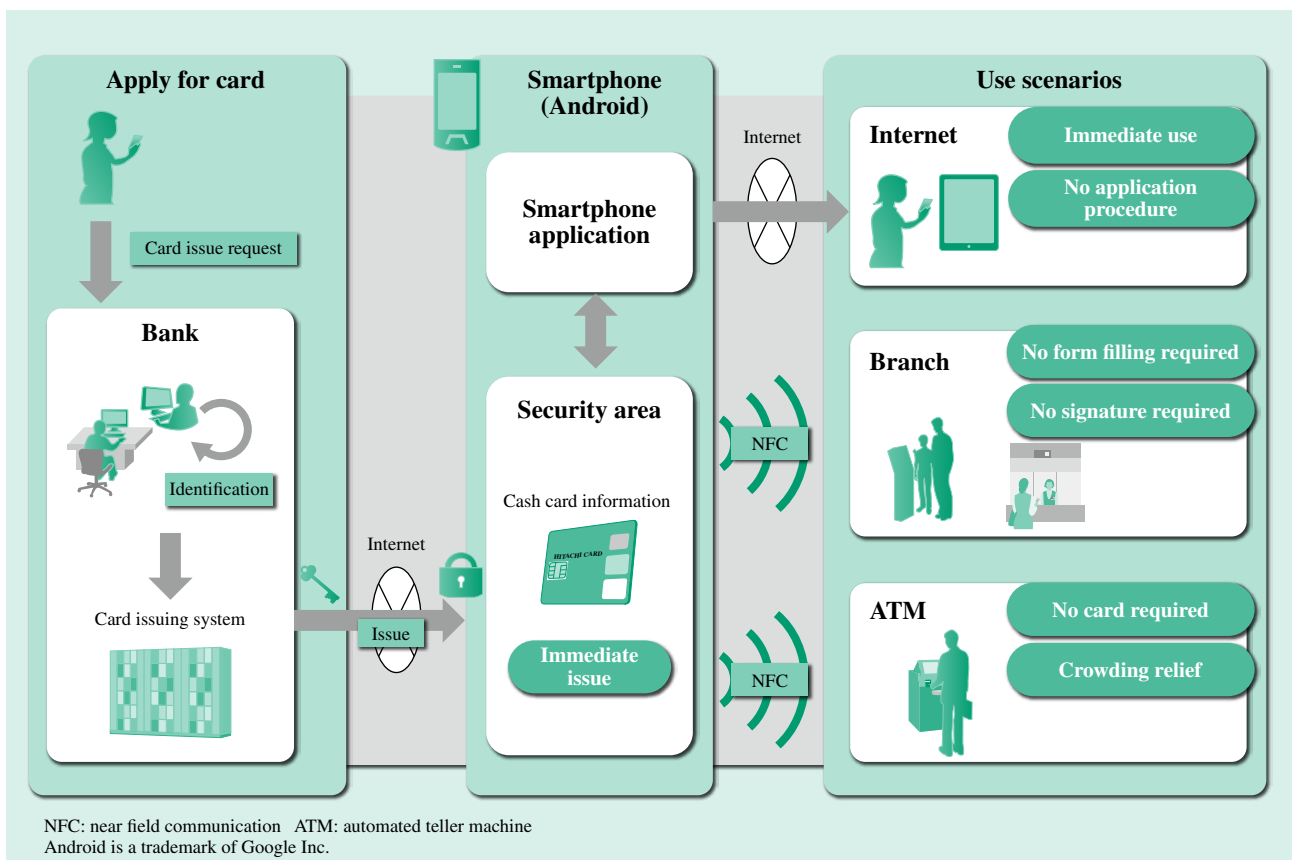 Apply for card
Card issue request
Bank
Identification
Card issuing system
Internet
Issue
Smartphone
(Android)
Smartphone
application
Security area
Cash card information
HITACHI CARD
Immediate
issue
Internet
NFC
NFC
Use scenarios
Internet
Immediate use
No application
procedure
Branch
No form filling required
No signature required
ATM
No card required
Crowding relief
NFC: near field communication ATM: automated teller machine
Android is a trademark of Google Inc.